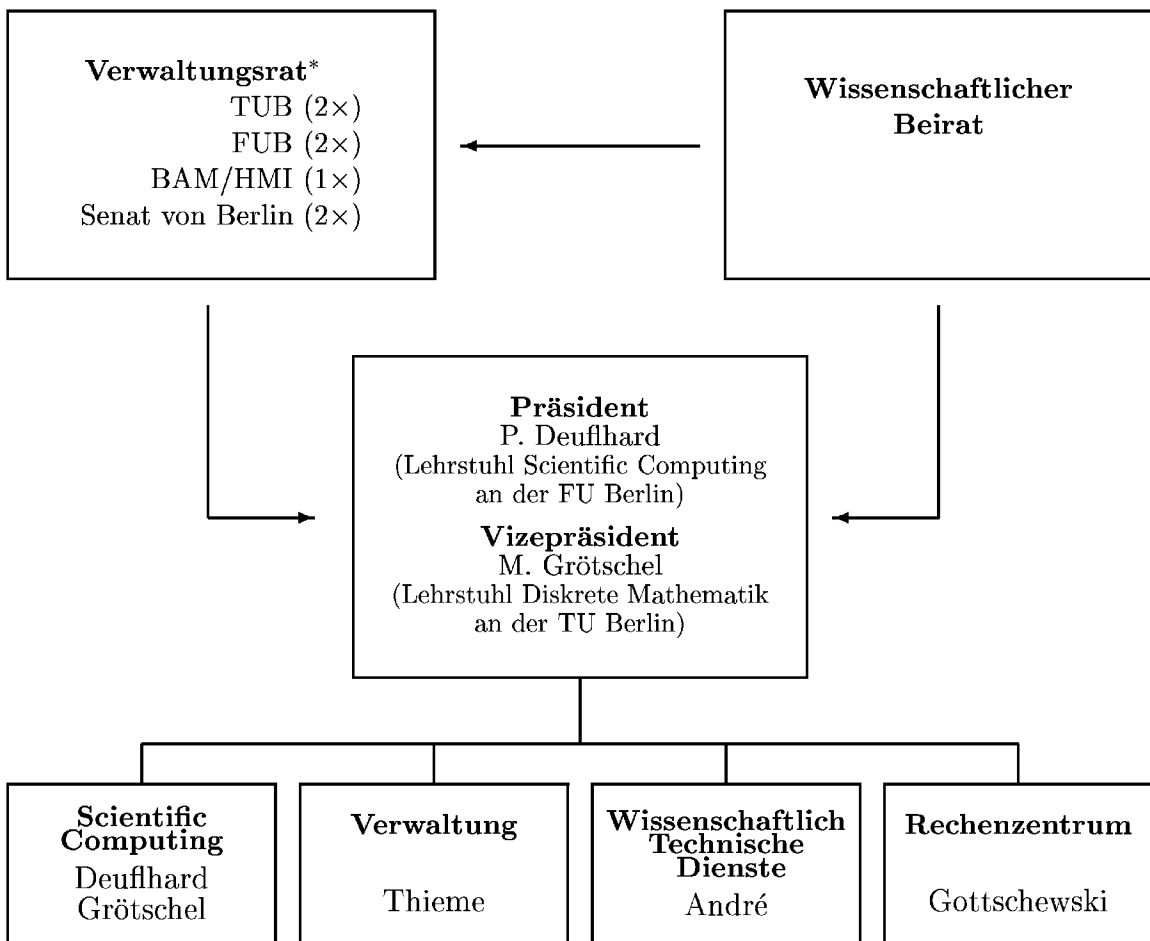 Verwaltungsrat*
TUB (2×)
FUB (2×)
BAM/HMI (1×)
Senat von Berlin (2×)
Wissenschaftlicher
Beirat
Präsident
P. Deuflhard
(Lehrstuhl Scientific Computing
an der FU Berlin)
Vizepräsident
M. Grötschel
(Lehrstuhl Diskrete Mathematik
an der TU Berlin)
Scientific
Computing
Deuflhard
Grötschel
Verwaltung
Thieme
Wissenschaftlich
Technische
Dienste
André
Rechenzentrum
Gottschewski